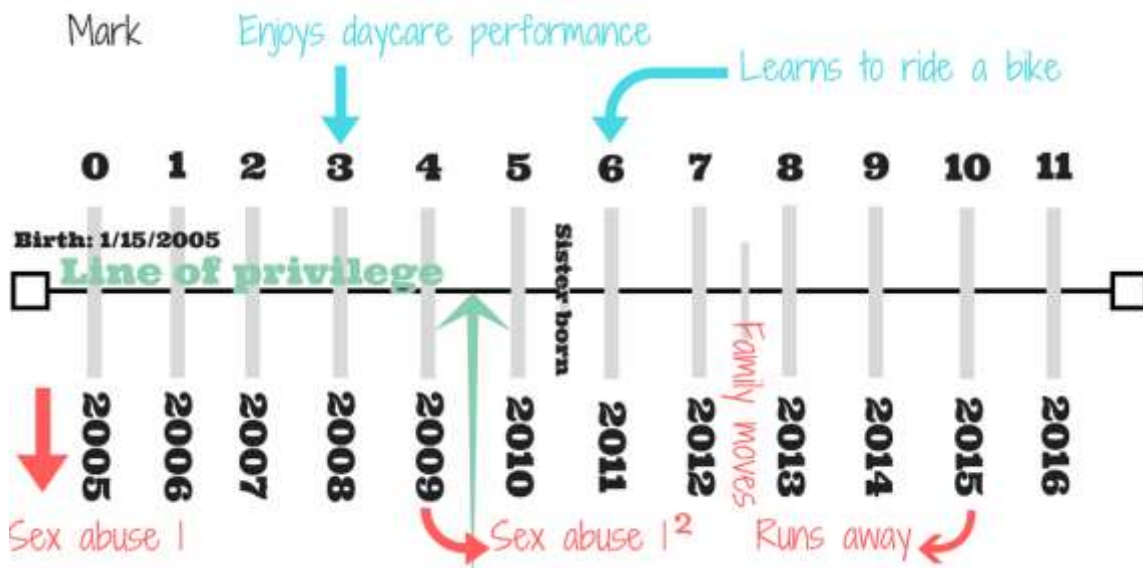 Mark
Enjoys daycare performance
Learns to ride a bike
0 1 2 3 4 5 6 7 8 9 10 11
Birth: 1/15/2005
Line of privilege
Sister born
Family moves
2005 2006 2007 2008 2009 2010 2011 2012 2013 2014 2015 2016
Sex abuse 1
Sex abuse 1²
Runs away